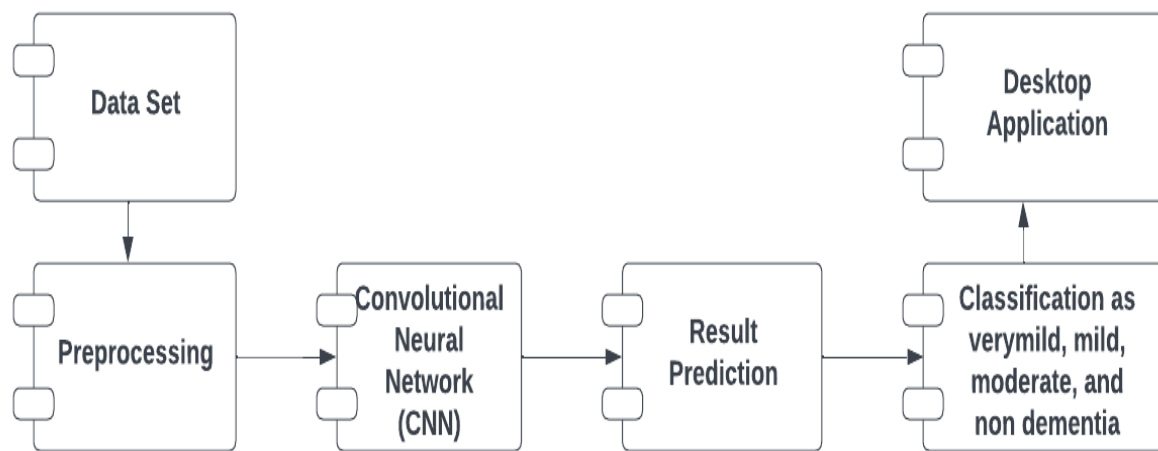 Data Set
Desktop
Application
Preprocessing
Convolutional
Neural
Network
(CNN)
Result
Prediction
Classification as
verymild, mild,
moderate, and
non dementia